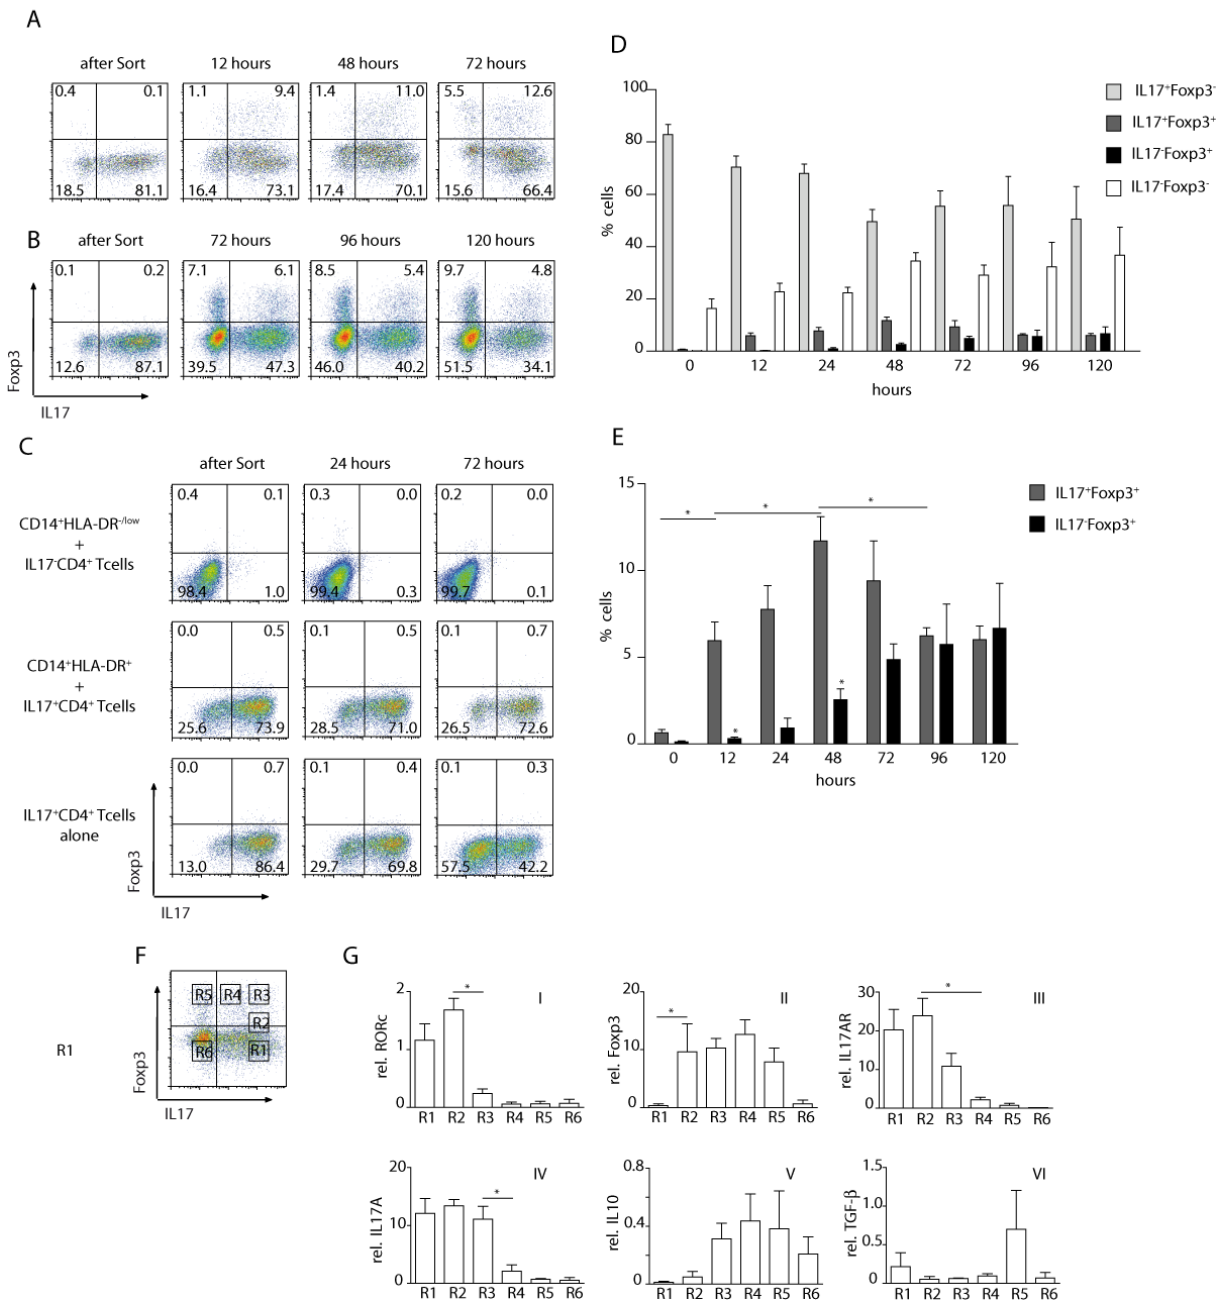 A
after Sort 12 hours 48 hours 72 hours
0.4 0.1 1.1 9.4 1.4 11.0 5.5 12.6
18.5 81.1 16.4 73.1 17.4 70.1 15.6 66.4
B
after Sort 72 hours 96 hours 120 hours
0.1 0.2 7.1 6.1 8.5 5.4 9.7 4.8
12.6 87.1 39.5 47.3 46.0 40.2 51.5 34.1
Foxp3
IL17
C
after Sort 24 hours 72 hours
CD14⁺HLA-DR⁻/ˡᵒʷ
+
IL17⁻CD4⁺ Tcells
0.4 0.1 0.3 0.0 0.2 0.0
98.4 1.0 99.4 0.3 99.7 0.1
CD14⁺HLA-DR⁺
+
IL17⁺CD4⁺ Tcells
0.0 0.5 0.1 0.5 0.1 0.7
25.6 73.9 28.5 71.0 26.5 72.6
IL17⁺CD4⁺ Tcells
alone
0.0 0.7 0.1 0.4 0.1 0.3
13.0 86.4 29.7 69.8 57.5 42.2
Foxp3
IL17
D
% cells
100
80
60
40
20
0
0 12 24 48 72 96 120
hours
IL17⁺Foxp3⁻
IL17⁺Foxp3⁺
IL17⁻Foxp3⁺
IL17⁻Foxp3⁻
E
% cells
15
10
5
0
* * *
* *
0 12 24 48 72 96 120
hours
IL17⁺Foxp3⁺
IL17⁻Foxp3⁺
F
R1
R5 R4 R3
R2
R6 R1
Foxp3
IL17
G
I
rel. RORc
2
1
0
*
R1 R2 R3 R4 R5 R6
II
rel. Foxp3
20
10
0
*
R1 R2 R3 R4 R5 R6
III
rel. IL17AR
30
20
10
0
*
R1 R2 R3 R4 R5 R6
IV
rel. IL17A
20
10
0
*
R1 R2 R3 R4 R5 R6
V
rel. IL10
0.8
0.4
0
R1 R2 R3 R4 R5 R6
VI
rel. TGF-β
1.5
1.0
0.5
0
R1 R2 R3 R4 R5 R6